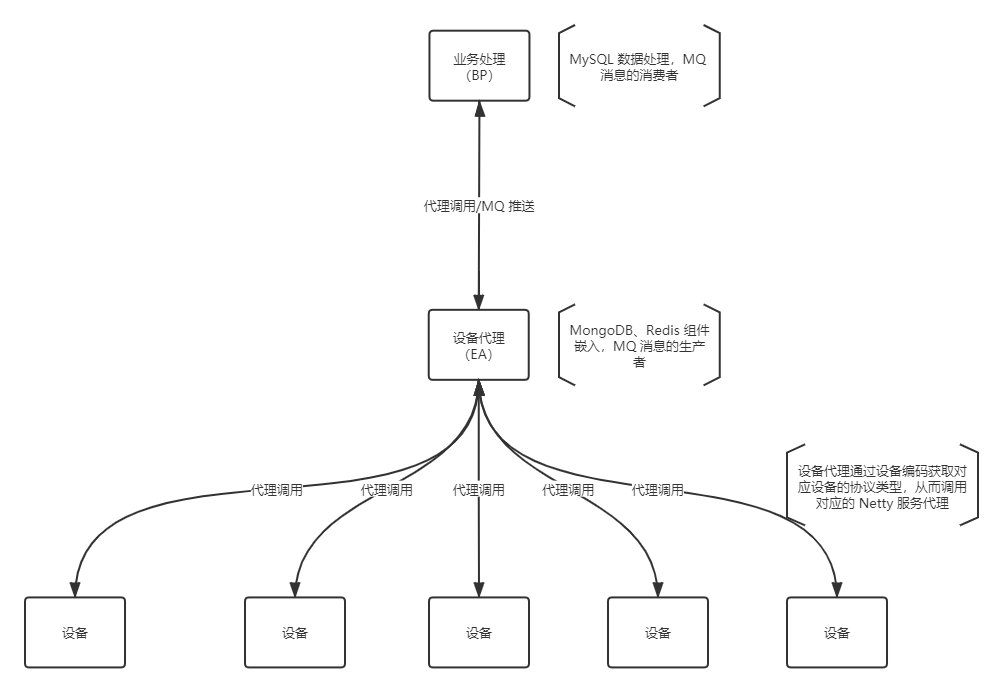 业务处理
（BP）
MySQL 数据处理，MQ
消息的消费者
代理调用/MQ 推送
设备代理
（EA）
MongoDB、Redis 组件
嵌入，MQ 消息的生产
者
设备代理通过设备编码获取对
应设备的协议类型，从而调用
对应的 Netty 服务代理
代理调用
代理调用
代理调用
代理调用
代理调用
设备
设备
设备
设备
设备